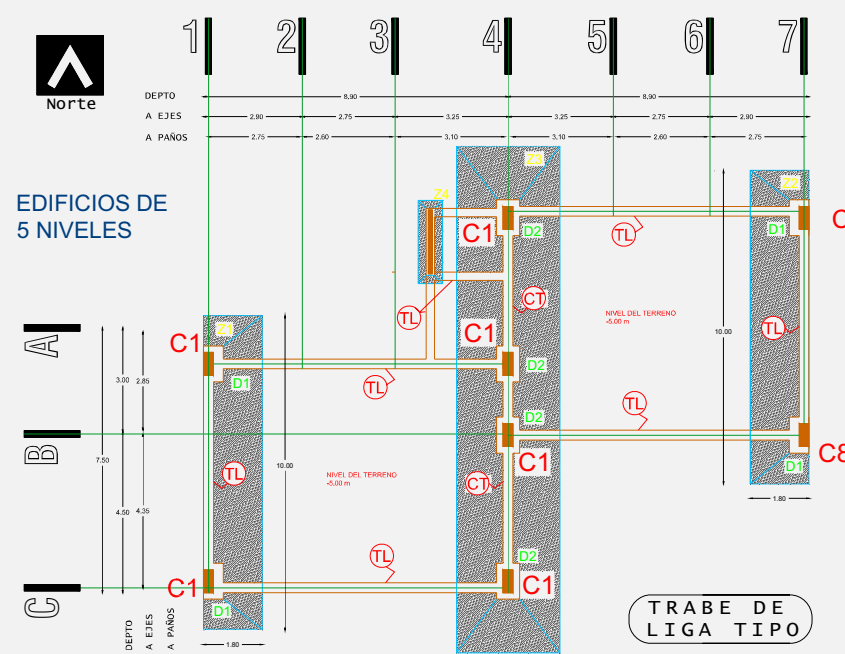 1 2 3 4 5 6 7
Norte
DEPTO 8.90 8.90
A EJES 2.90 2.75 3.25 3.25 2.75 2.90
A PAÑOS 2.75 2.60 3.10 3.10 2.60 2.75
EDIFICIOS DE
5 NIVELES
Z3
Z2
Z4
C1 D2 D1 C
TL
CT
TL
NIVEL DEL TERRENO
-5.00 m
10.00
TL
A
Z1
C1
C1
D1
D2
TL
3.00 2.85
D2
TL
B
C1
C8
7.50
10.00
NIVEL DEL TERRENO
-5.00 m
TL
CT
D1
1.80
4.50 4.35
TL
D2
C
C1
C1
D1
TRABE DE
LIGA TIPO
DEPTO
A EJES
A PAÑOS
1.80